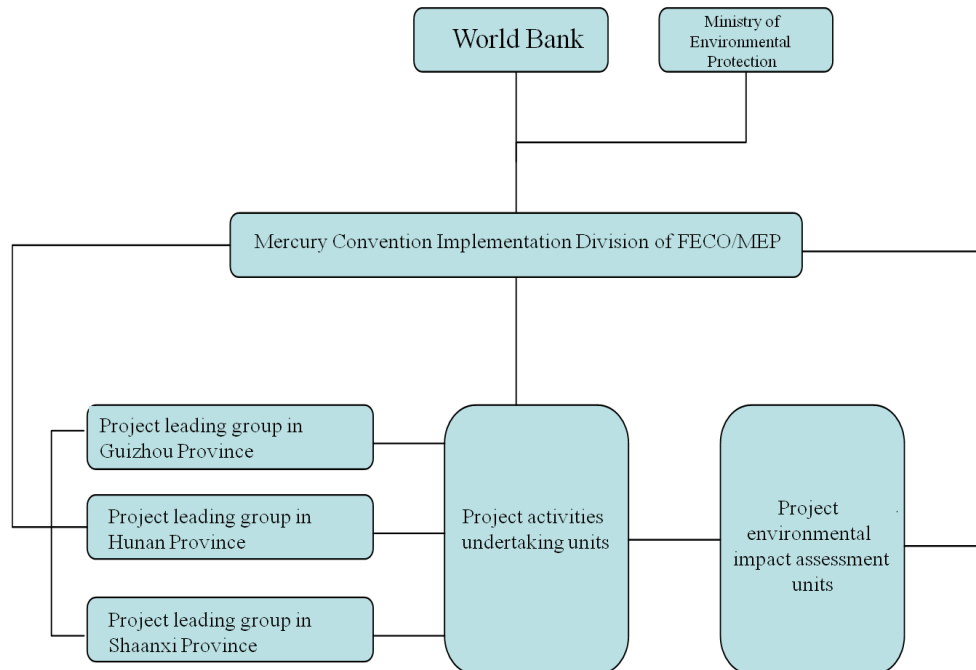 World Bank
Ministry of
Environmental
Protection
Mercury Convention Implementation Division of FECO/MEP
Project leading group in
Guizhou Province
Project leading group in
Hunan Province
Project leading group in
Shaanxi Province
Project activities
undertaking units
Project
environmental
impact assessment
units